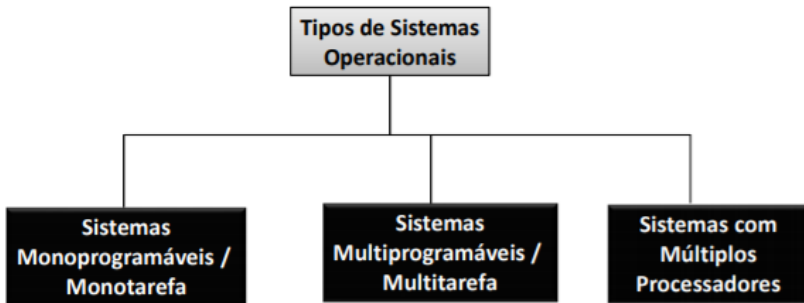 Tipos de Sistemas
Operacionais
Sistemas
Monoprogramáveis /
Monotarefa
Sistemas
Multiprogramáveis /
Multitarefa
Sistemas com
Múltiplos
Processadores